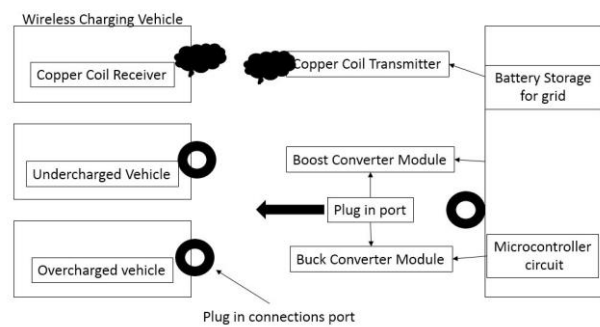 Wireless Charging Vehicle
Copper Coil Receiver
Copper Coil Transmitter
Battery Storage
for grid
Undercharged Vehicle
Boost Converter Module
Plug in port
Overcharged vehicle
Buck Converter Module
Microcontroller
circuit
Plug in connections port